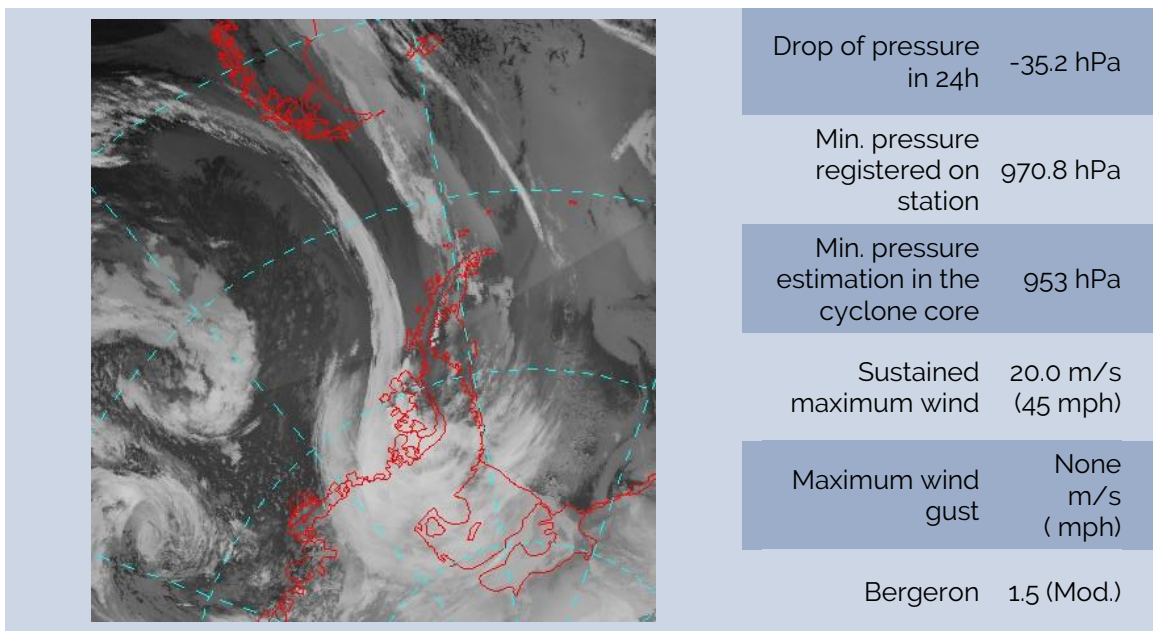 Drop of pressure
in 24h
-35.2 hPa
Min. pressure
registered on
station
970.8 hPa
Min. pressure
estimation in the
cyclone core
953 hPa
Sustained
maximum wind
20.0 m/s
(45 mph)
Maximum wind
gust
None
m/s
( mph)
Bergeron
1.5 (Mod.)